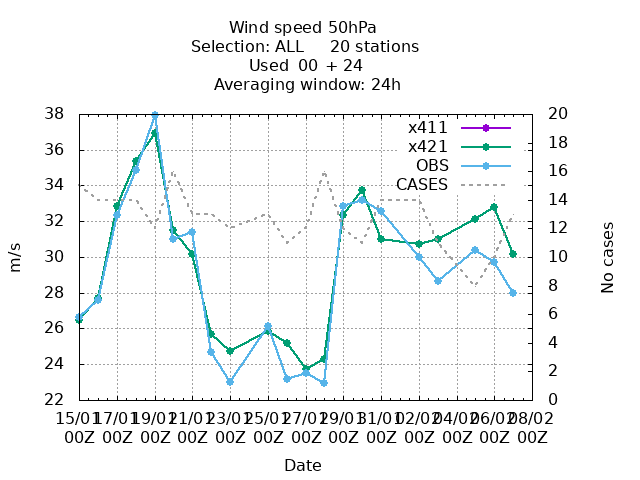 Wind speed 50hPa
Selection: ALL 20 stations
Used 00 + 24
Averaging window: 24h
38
36
34
32
30
28
26
24
22
m/s
20
18
16
14
12
10
8
6
4
2
0
No cases
x411
x421
OBS
CASES
15/01 17/01 19/01 21/01 23/01 25/01 27/01 29/01 31/01 02/02 04/02 06/02 08/02
00Z 00Z 00Z 00Z 00Z 00Z 00Z 00Z 00Z 00Z 00Z 00Z 00Z
Date